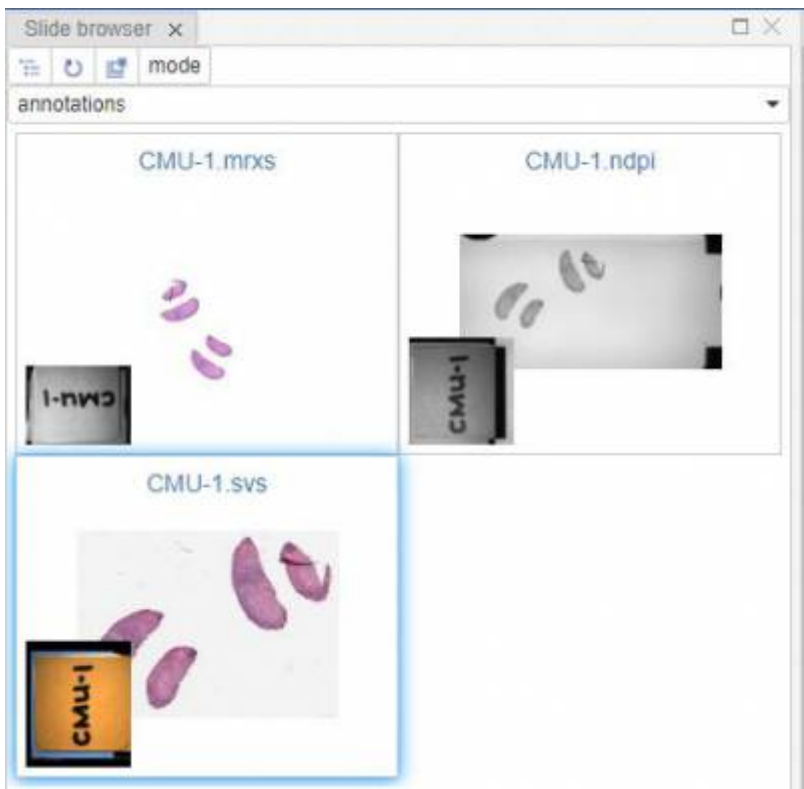 Slide browser ×
mode
annotations
CMU-1.mrxs
CMU-1.ndpi
CMU-1
CMU-1
CMU-1.svs
CMU-1